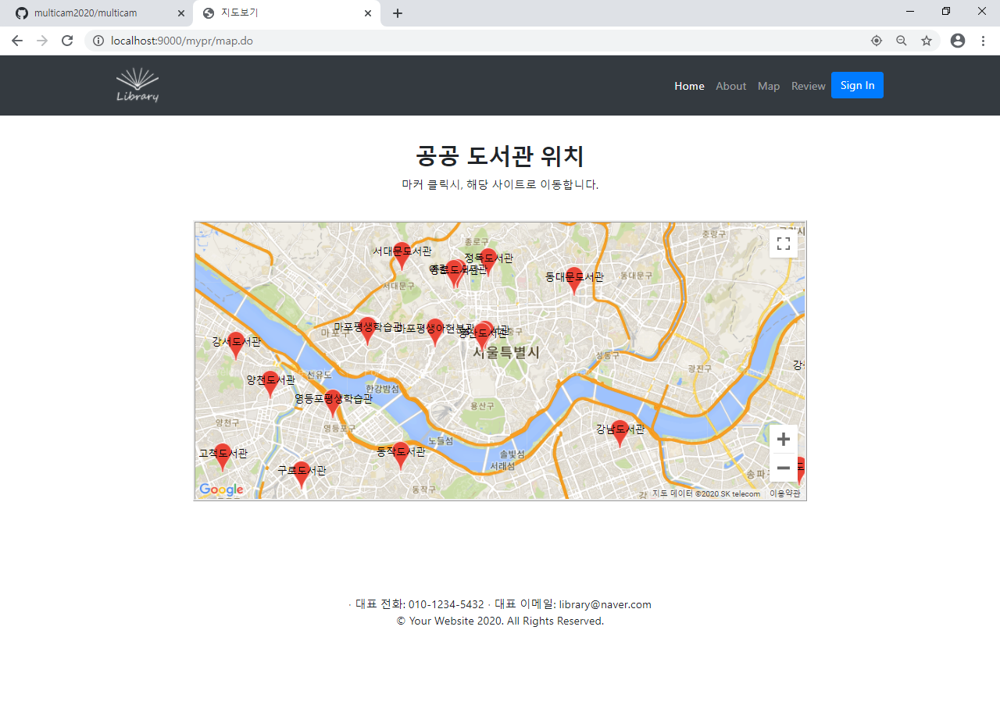 multicam2020/multicam
지도보기
localhost:9000/mypr/map.do
Library
Home
About
Map
Review
Sign In
공공 도서관 위치
마커 클릭시, 해당 사이트로 이동합니다.
종로구
중랑구
서대문도서관
정독도서관
동대문도서관
동대문구
서대문구
마포평생학습관
마포평생아현분관
마포구
중구
남산도서관
강서도서관
서울특별시
성동구
광진구
선유도
양천도서관
한강밤섬
영등포평생학습관
용산구
양천구
영등포구
강남도서관
노들섬
고척도서관
동작도서관
솔빛섬
서래섬
구로도서관
송파구
동작구
Google
지도 데이터 ©2020 SK telecom
이용약관
· 대표 전화: 010-1234-5432 · 대표 이메일: library@naver.com
© Your Website 2020. All Rights Reserved.